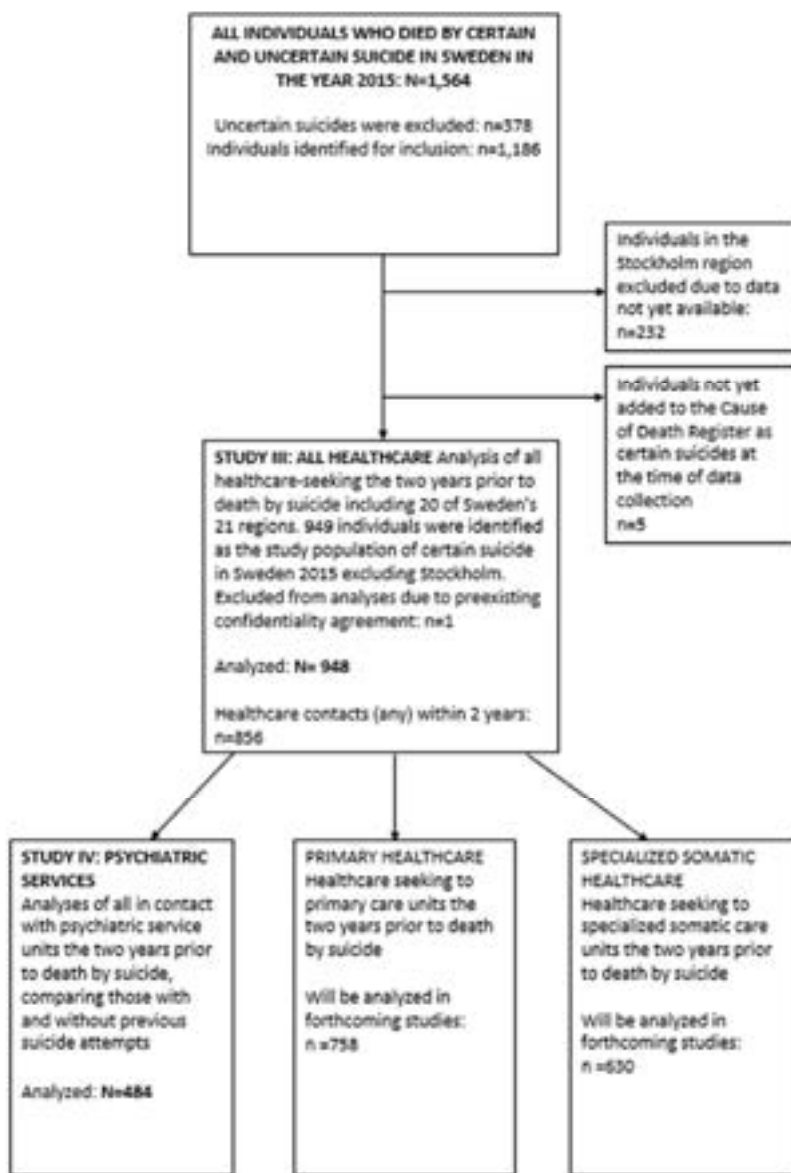 ALL INDIVIDUALS WHO DIED BY CERTAIN
AND UNCERTAIN SUICIDE IN SWEDEN IN
THE YEAR 2015: N=1,564
Uncertain suicides were excluded: n=378
Individuals identified for inclusion: n=1,186
Individuals in the
Stockholm region
excluded due to data
not yet available:
n=232
Individuals not yet
added to the Cause
of Death Register as
certain suicides at
the time of data
collection
n=5
STUDY III: ALL HEALTHCARE Analysis of all
healthcare-seeking the two years prior to
death by suicide including 20 of Sweden's
21 regions. 949 individuals were identified
as the study population of certain suicide
in Sweden 2015 excluding Stockholm.
Excluded from analyses due to preexisting
confidentiality agreement: n=1
Analyzed: N= 948
Healthcare contacts (any) within 2 years:
n=856
STUDY IV: PSYCHIATRIC
SERVICES
Analyses of all in contact
with psychiatric service
units the two years prior
to death by suicide,
comparing those with
and without previous
suicide attempts
Analyzed: N=484
PRIMARY HEALTHCARE
Healthcare seeking to
primary care units the
two years prior to death
by suicide
Will be analyzed in
forthcoming studies:
n =758
SPECIALIZED SOMATIC
HEALTHCARE
Healthcare seeking to
specialized somatic care
units the two years prior
to death by suicide
Will be analyzed in
forthcoming studies:
n =630